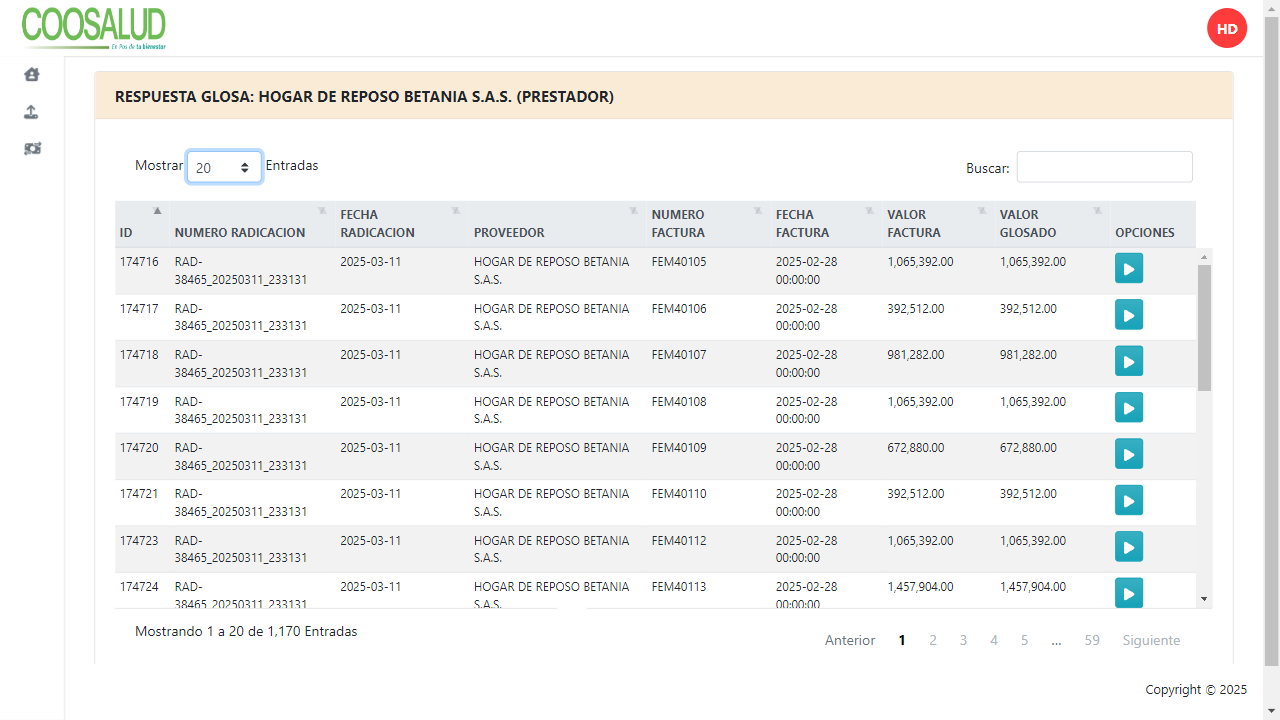 COOSALUD
En Pos de tu bienestar
HD
RESPUESTA GLOSA: HOGAR DE REPOSO BETANIA S.A.S. (PRESTADOR)
Mostrar 20 Entradas
Buscar:
ID NUMERO RADICACION FECHA RADICACION PROVEEDOR NUMERO FACTURA FECHA FACTURA VALOR FACTURA VALOR GLOSADO OPCIONES
174716 RAD-38465_20250311_233131 2025-03-11 HOGAR DE REPOSO BETANIA S.A.S. FEM40105 2025-02-28 00:00:00 1,065,392.00 1,065,392.00
174717 RAD-38465_20250311_233131 2025-03-11 HOGAR DE REPOSO BETANIA S.A.S. FEM40106 2025-02-28 00:00:00 392,512.00 392,512.00
174718 RAD-38465_20250311_233131 2025-03-11 HOGAR DE REPOSO BETANIA S.A.S. FEM40107 2025-02-28 00:00:00 981,282.00 981,282.00
174719 RAD-38465_20250311_233131 2025-03-11 HOGAR DE REPOSO BETANIA S.A.S. FEM40108 2025-02-28 00:00:00 1,065,392.00 1,065,392.00
174720 RAD-38465_20250311_233131 2025-03-11 HOGAR DE REPOSO BETANIA S.A.S. FEM40109 2025-02-28 00:00:00 672,880.00 672,880.00
174721 RAD-38465_20250311_233131 2025-03-11 HOGAR DE REPOSO BETANIA S.A.S. FEM40110 2025-02-28 00:00:00 392,512.00 392,512.00
174723 RAD-38465_20250311_233131 2025-03-11 HOGAR DE REPOSO BETANIA S.A.S. FEM40112 2025-02-28 00:00:00 1,065,392.00 1,065,392.00
174724 RAD-38465_20250311_233131 2025-03-11 HOGAR DE REPOSO BETANIA S.A.S. FEM40113 2025-02-28 00:00:00 1,457,904.00 1,457,904.00
Mostrando 1 a 20 de 1,170 Entradas
Anterior 1 2 3 4 5 … 59 Siguiente
Copyright © 2025